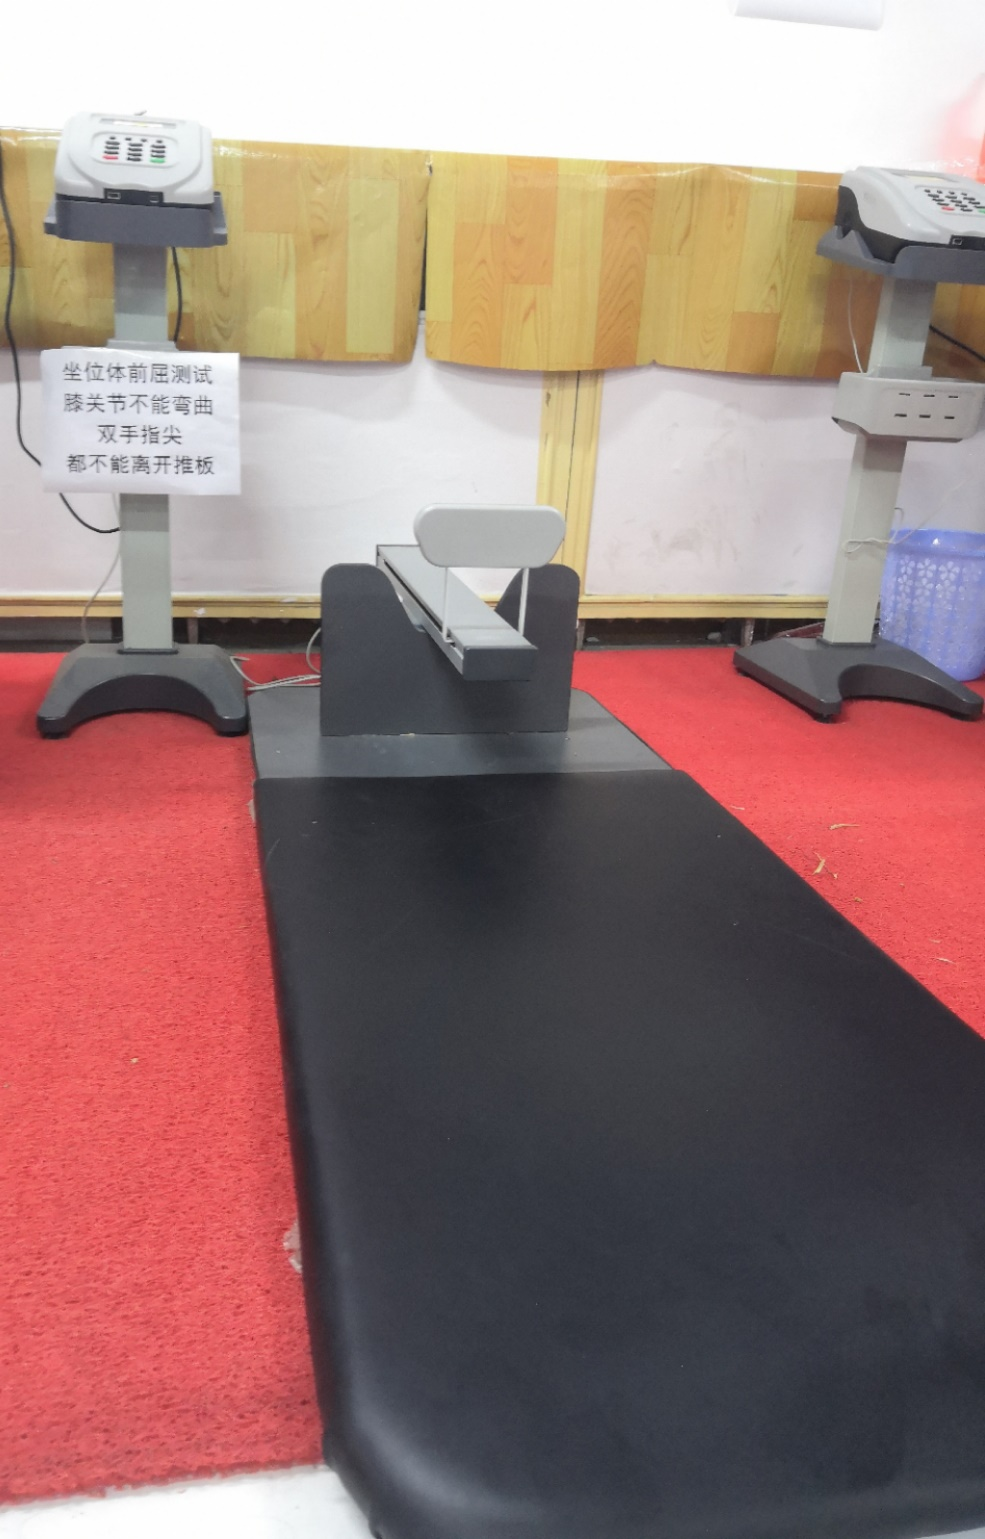 坐位体前屈测试
膝关节不能弯曲
双手指尖
都不能离开推板